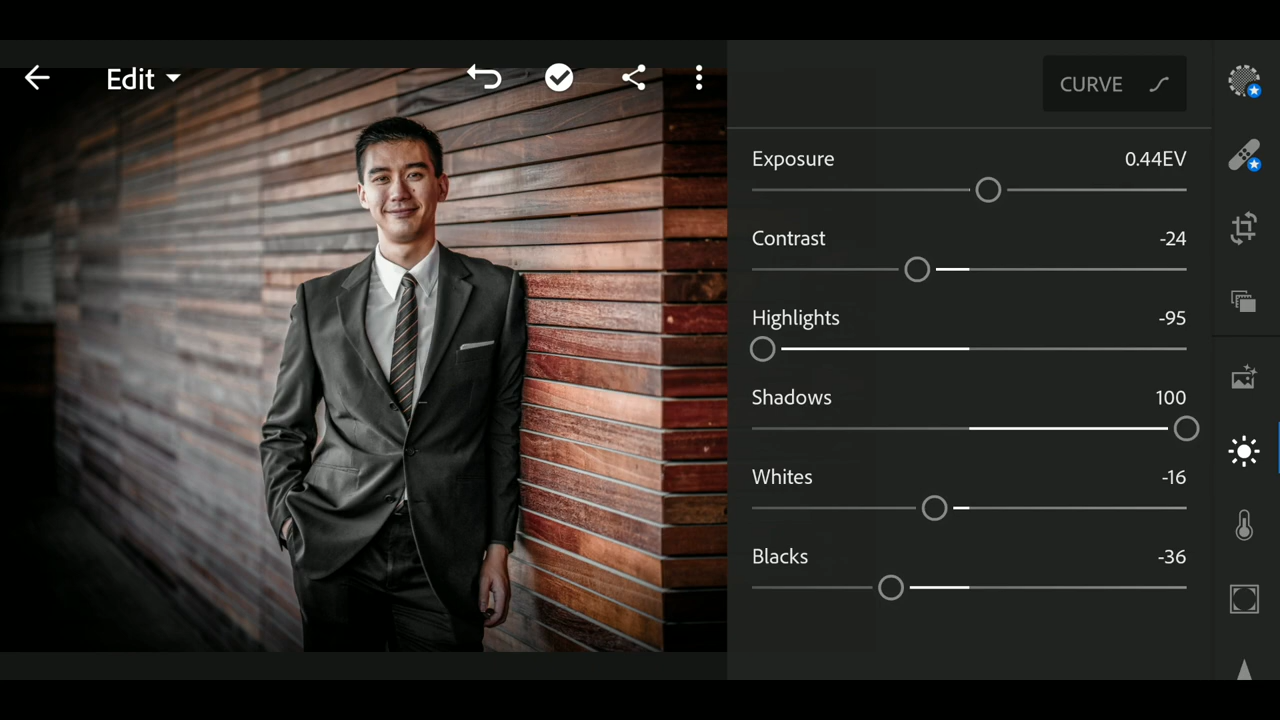 Edit
CURVE
Exposure 0.44EV
Contrast -24
Highlights -95
Shadows 100
Whites -16
Blacks -36